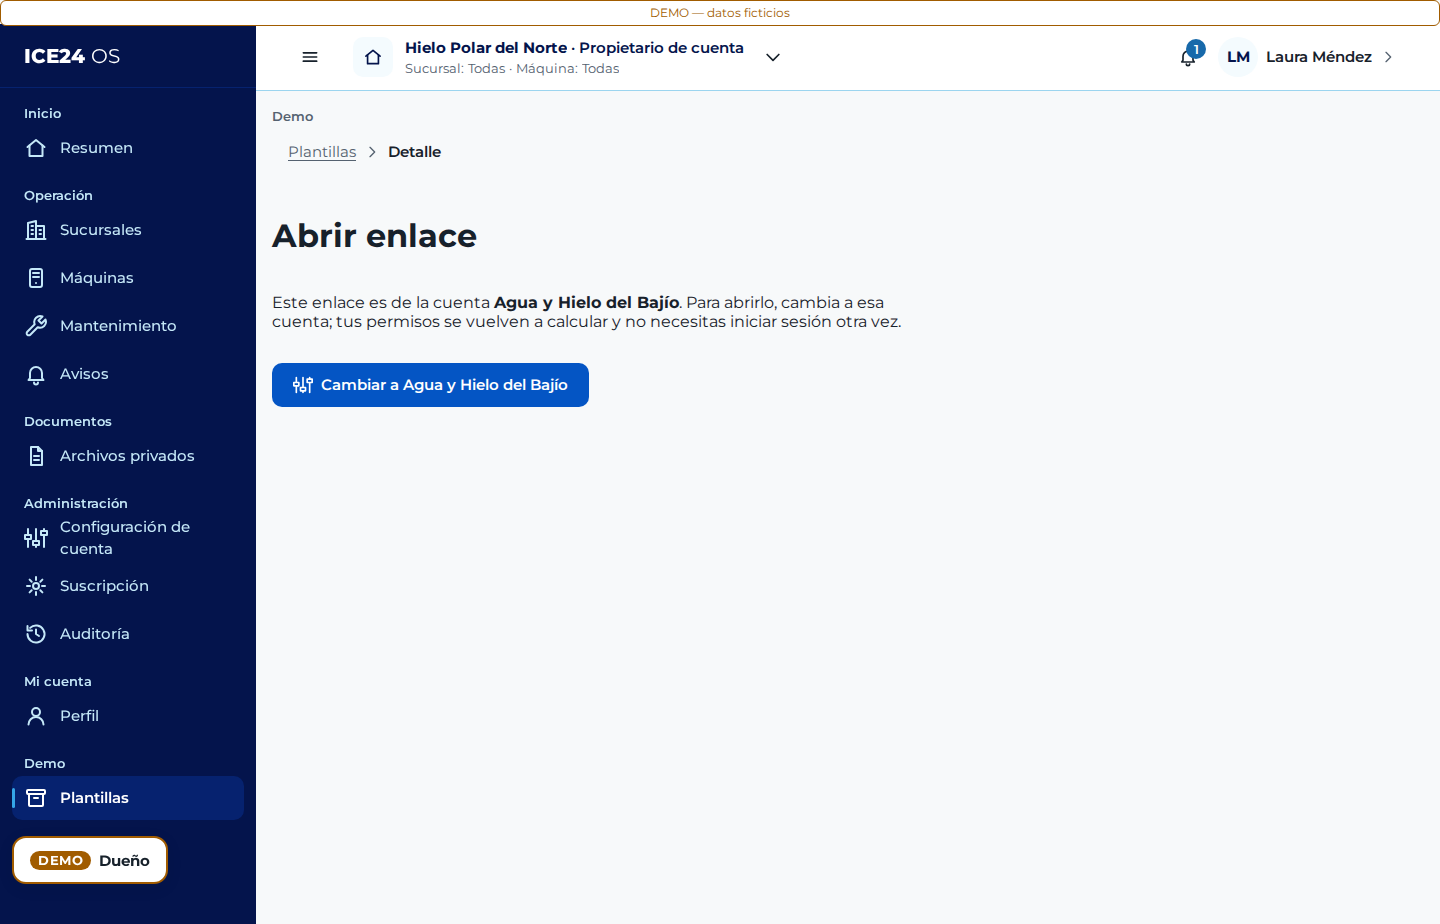 DEMO — datos ficticios
ICE24 OS
Hielo Polar del Norte · Propietario de cuenta
Sucursal: Todas · Máquina: Todas
1
LM
Laura Méndez
Inicio
Resumen
Operación
Sucursales
Máquinas
Mantenimiento
Avisos
Documentos
Archivos privados
Administración
Configuración de
cuenta
Suscripción
Auditoría
Mi cuenta
Perfil
Demo
Plantillas
DEMO Dueño
Demo
Plantillas
Detalle
Abrir enlace
Este enlace es de la cuenta Agua y Hielo del Bajío. Para abrirlo, cambia a esa
cuenta; tus permisos se vuelven a calcular y no necesitas iniciar sesión otra vez.
Cambiar a Agua y Hielo del Bajío